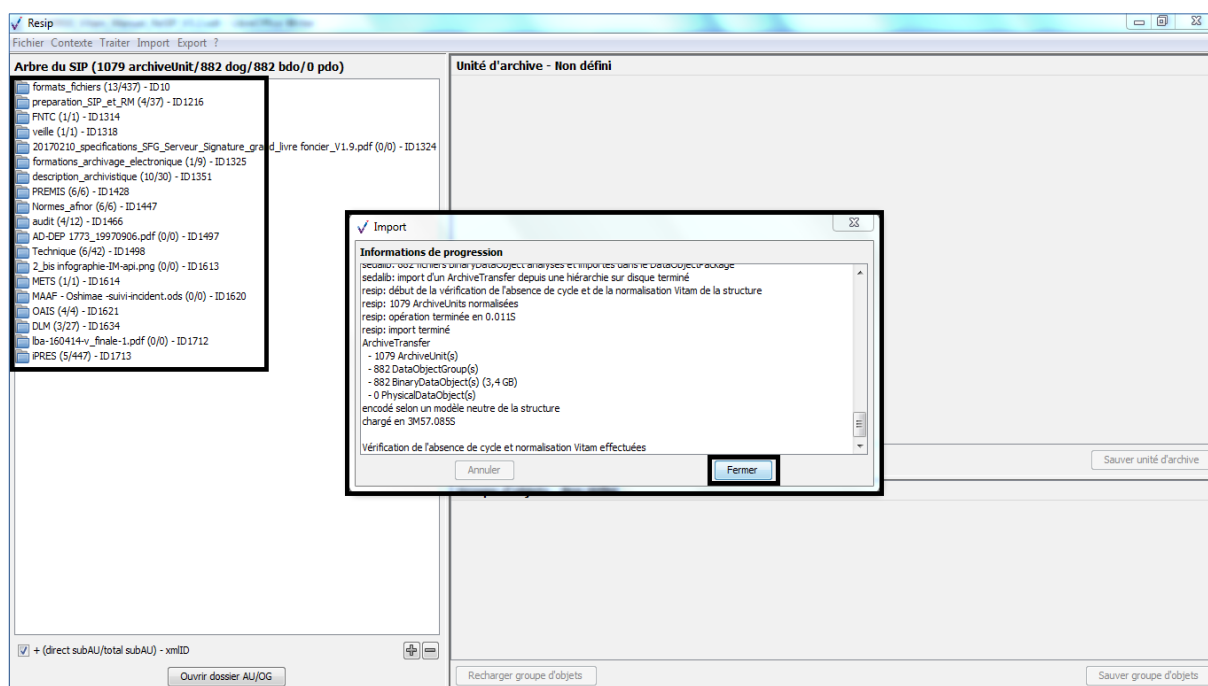 Resip
Fichier Contexte Traiter Import Export ?
Arbre du SIP (1079 archiveUnit/882 dog/882 bdo/0 pdo)
formats_fichiers (13/437) - ID10
preparation_SIP_et_RM (4/37) - ID1216
FNTC (1/1) - ID1314
veille (1/1) - ID1318
20170210_specifications_SFG_Serveur_Signature_grand_livre foncier_V1.9.pdf (0/0) - ID1324
formations_archivage_electronique (1/9) - ID1325
description_archivistique (10/30) - ID1351
PREMIS (6/6) - ID1428
Normes_afnor (6/6) - ID1447
audit (4/12) - ID1466
AD-DEP 1773_19970906.pdf (0/0) - ID1497
Technique (6/42) - ID1498
2_bis infographie-IM-api.png (0/0) - ID1613
METS (1/1) - ID1614
MAAF - Oshimae -suivi-incident.ods (0/0) - ID1620
OAIS (4/4) - ID1621
DLM (3/27) - ID1634
lba-160414-v_finale-1.pdf (0/0) - ID1712
iPRES (5/447) - ID1713
+ (direct subAU/total subAU) - xmlID
Ouvrir dossier AU/OG
Unité d'archive - Non défini
Import
Informations de progression
sedalib: 882 fichiers BinaryDataObject analysés et importés dans le DataObjectPackage
sedalib: import d'un ArchiveTransfer depuis une hiérarchie sur disque terminé
resip: début de la vérification de l'absence de cycle et de la normalisation Vitam de la structure
resip: 1079 ArchiveUnits normalisées
resip: opération terminée en 0.011S
resip: import terminé
ArchiveTransfer
- 1079 ArchiveUnit(s)
- 882 DataObjectGroup(s)
- 882 BinaryDataObject(s) (3,4 GB)
- 0 PhysicalDataObject(s)
encodé selon un modèle neutre de la structure
chargé en 3M57.085S
Vérification de l'absence de cycle et normalisation Vitam effectuées
Annuler
Fermer
Sauver unité d'archive
Recharger groupe d'objets
Sauver groupe d'objets